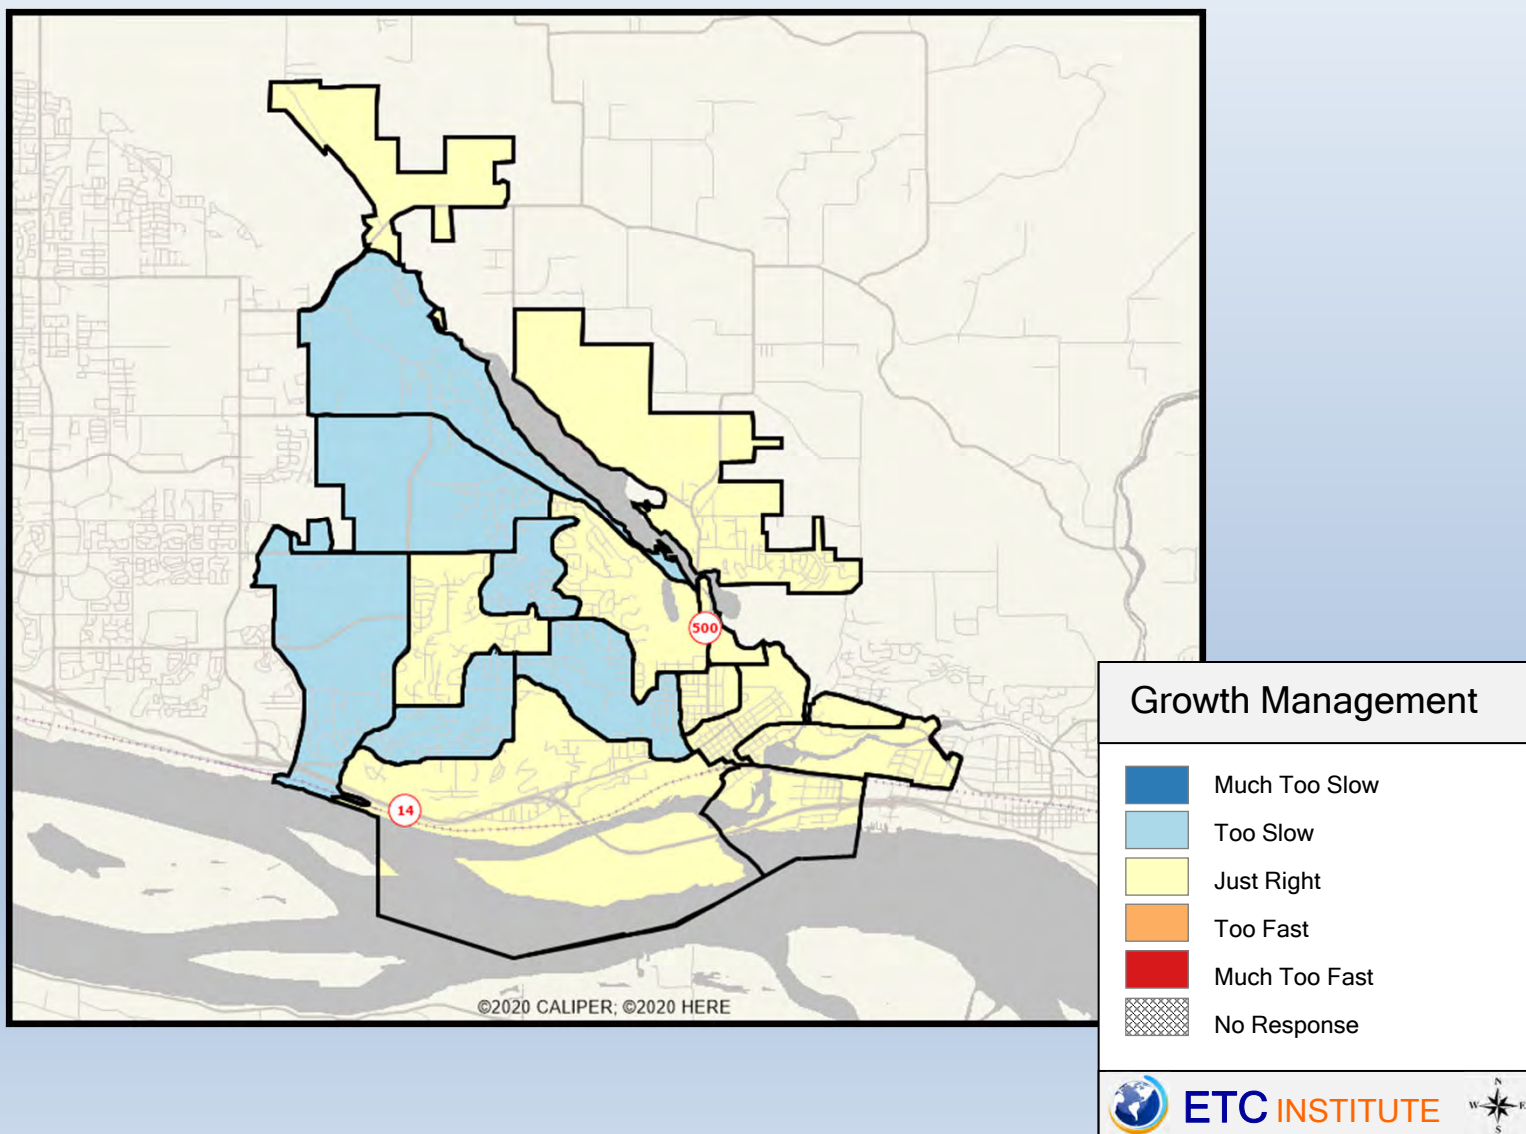 500
14
©2020 CALIPER; ©2020 HERE
Growth Management
Much Too Slow
Too Slow
Just Right
Too Fast
Much Too Fast
No Response
ETC INSTITUTE
N
W E
S